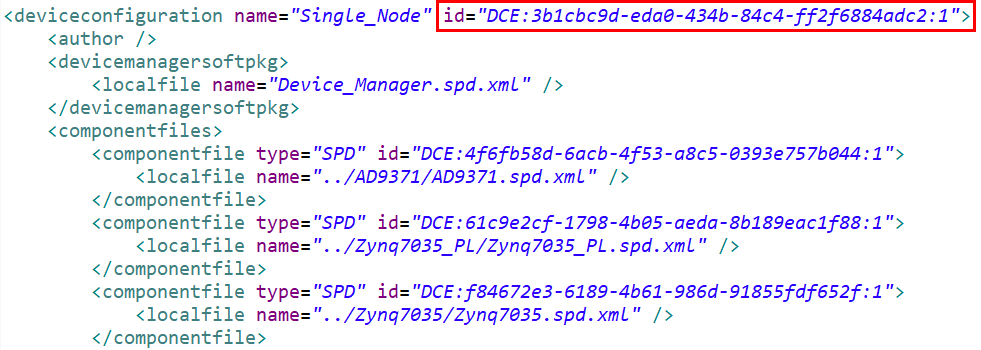 <deviceconfiguration name="Single_Node" id="DCE:3b1cbc9d-eda0-434b-84c4-ff2f6884adc2:1">
<author />
<devicemanagersoftpkg>
<localfile name="Device_Manager.spd.xml" />
</devicemanagersoftpkg>
<componentfiles>
<componentfile type="SPD" id="DCE:4f6fb58d-6acb-4f53-a8c5-0393e757b044:1">
<localfile name="../AD9371/AD9371.spd.xml" />
</componentfile>
<componentfile type="SPD" id="DCE:61c9e2cf-1798-4b05-aeda-8b189eac1f88:1">
<localfile name="../Zynq7035_PL/Zynq7035_PL.spd.xml" />
</componentfile>
<componentfile type="SPD" id="DCE:f84672e3-6189-4b61-986d-91855fdf652f:1">
<localfile name="../Zynq7035/Zynq7035.spd.xml" />
</componentfile>